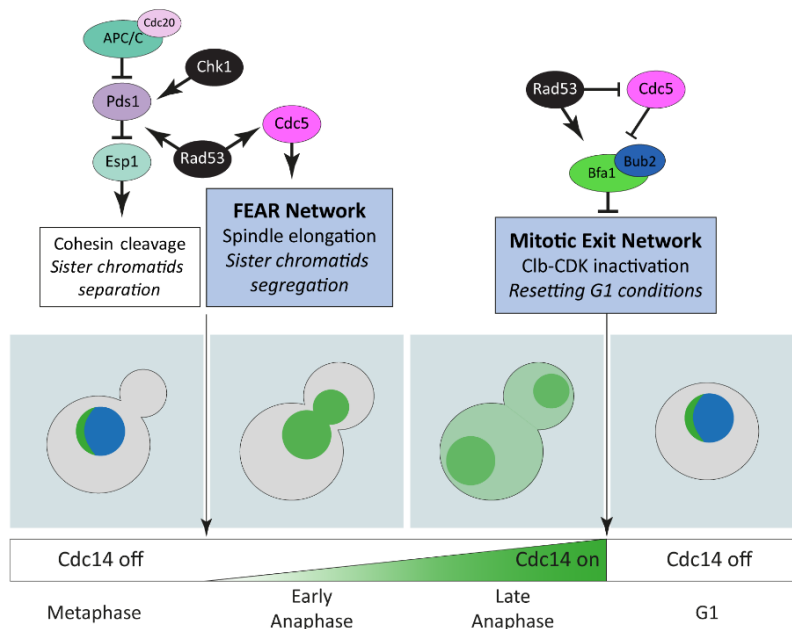 Cdc20
APC/C
Chk1
Pds1
Cdc5
Rad53
Esp1
Rad53
Cdc5
Bub2
Bfa1
Cohesin cleavage
Sister chromatids
separation
FEAR Network
Spindle elongation
Sister chromatids
segregation
Mitotic Exit Network
Clb-CDK inactivation
Resetting G1 conditions
Cdc14 off
Cdc14 on
Cdc14 off
Metaphase
Early
Anaphase
Late
Anaphase
G1